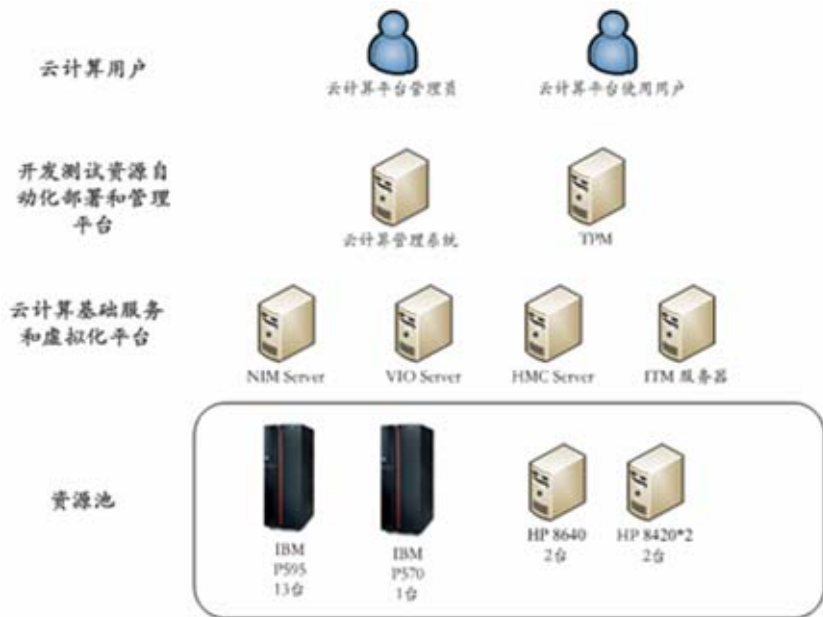 云计算用户
云计算平台管理员
云计算平台使用用户
开发测试资源自
动化部署和管理
平台
云计算管理系统
TPM
云计算基础服务
和虚拟化平台
NIM Server
VIO Server
HMC Server
ITM 服务器
资源池
IBM
P595
13台
IBM
P570
1台
HP 8640
2台
HP 8420*2
2台